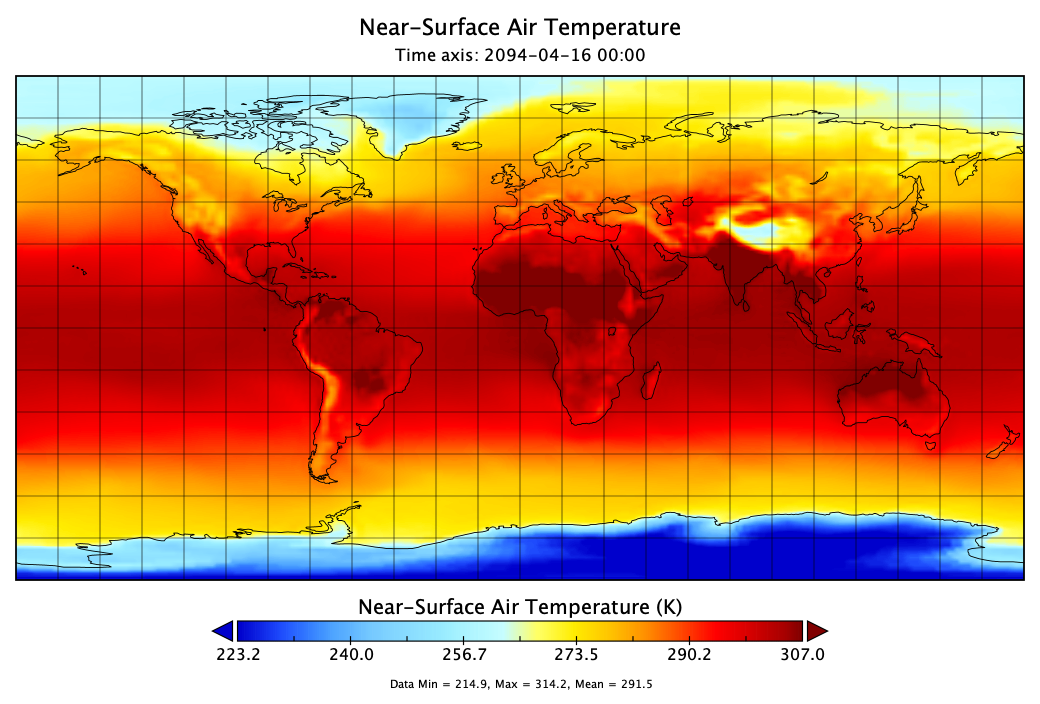 Near-Surface Air Temperature
Time axis: 2094-04-16 00:00
Near-Surface Air Temperature (K)
223.2 240.0 256.7 273.5 290.2 307.0
Data Min = 214.9, Max = 314.2, Mean = 291.5